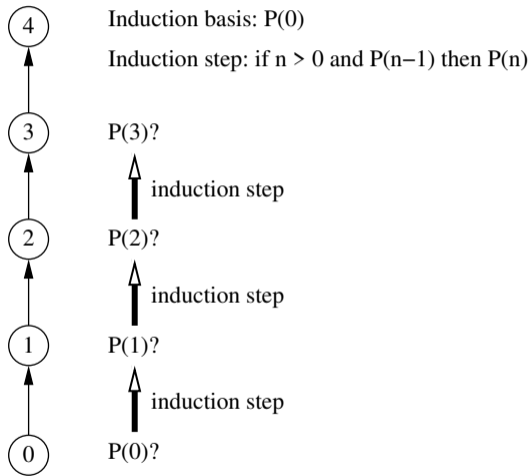 4
Induction basis: P(0)
Induction step: if n > 0 and P(n−1) then P(n)
3
P(3)?
induction step
2
P(2)?
induction step
1
P(1)?
induction step
0
P(0)?